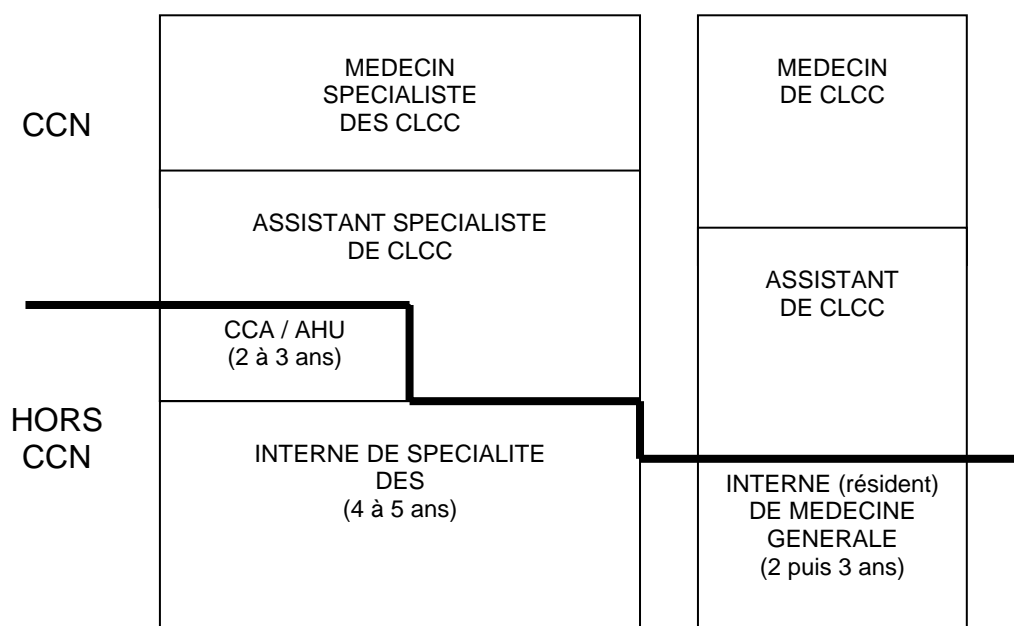 CCN
MEDECIN
SPECIALISTE
DES CLCC
MEDECIN
DE CLCC
ASSISTANT SPECIALISTE
DE CLCC
ASSISTANT
DE CLCC
CCA / AHU
(2 à 3 ans)
HORS
CCN
INTERNE DE SPECIALITE
DES
(4 à 5 ans)
INTERNE (résident)
DE MEDECINE
GENERALE
(2 puis 3 ans)